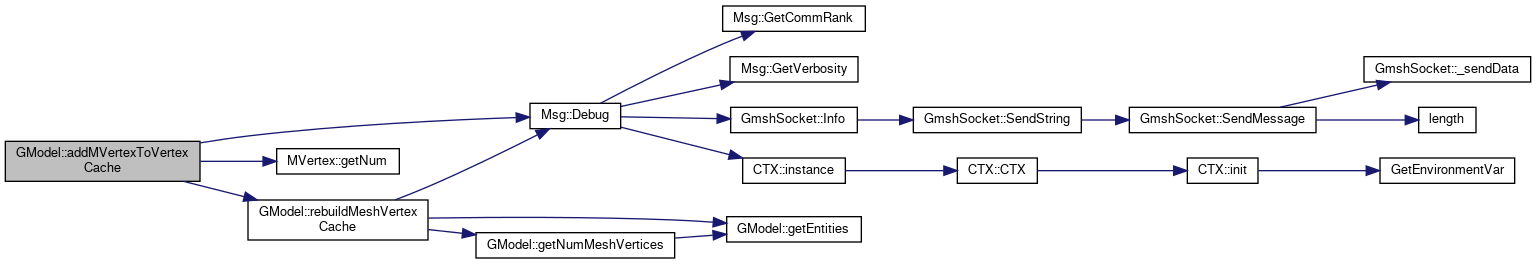 GModel::addMVertexToVertex
Cache
Msg::Debug
Msg::GetCommRank
Msg::GetVerbosity
GmshSocket::Info
GmshSocket::SendString
GmshSocket::SendMessage
GmshSocket::_sendData
length
CTX::instance
CTX::CTX
CTX::init
GetEnvironmentVar
MVertex::getNum
GModel::rebuildMeshVertex
Cache
GModel::getEntities
GModel::getNumMeshVertices